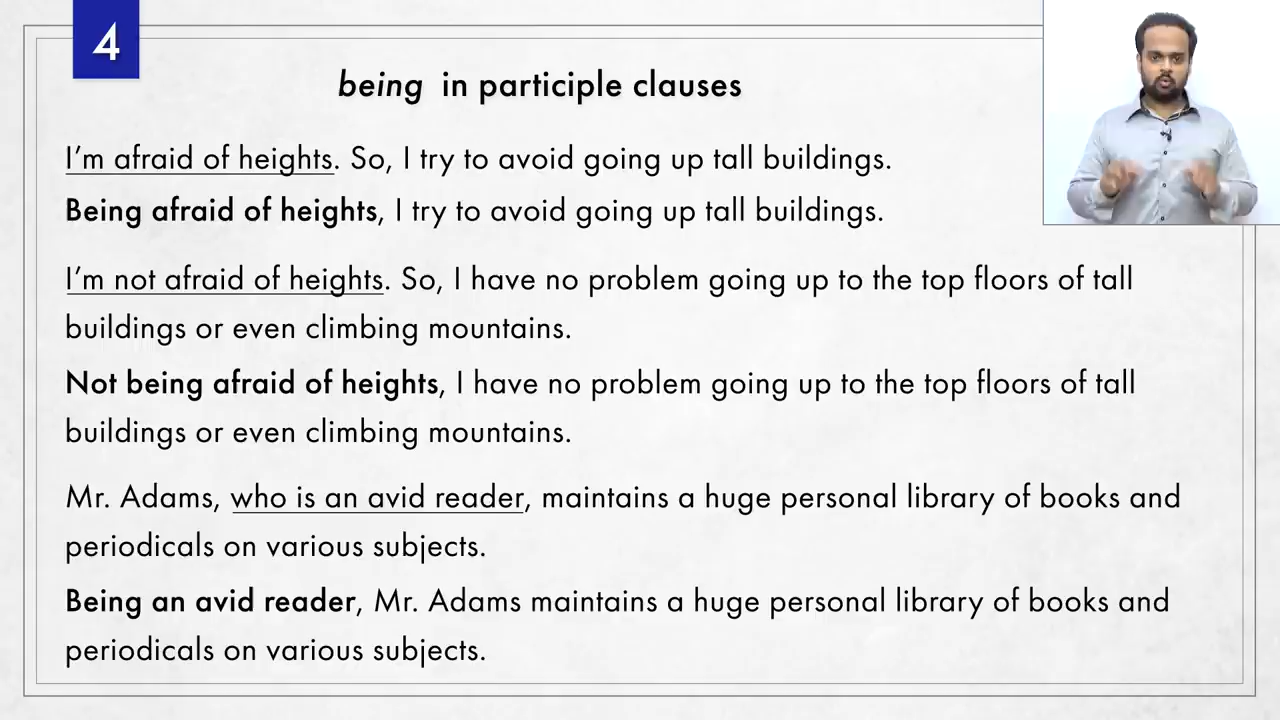 4
being in participle clauses
I’m afraid of heights. So, I try to avoid going up tall buildings.
Being afraid of heights, I try to avoid going up tall buildings.
I’m not afraid of heights. So, I have no problem going up to the top floors of tall
buildings or even climbing mountains.
Not being afraid of heights, I have no problem going up to the top floors of tall
buildings or even climbing mountains.
Mr. Adams, who is an avid reader, maintains a huge personal library of books and
periodicals on various subjects.
Being an avid reader, Mr. Adams maintains a huge personal library of books and
periodicals on various subjects.